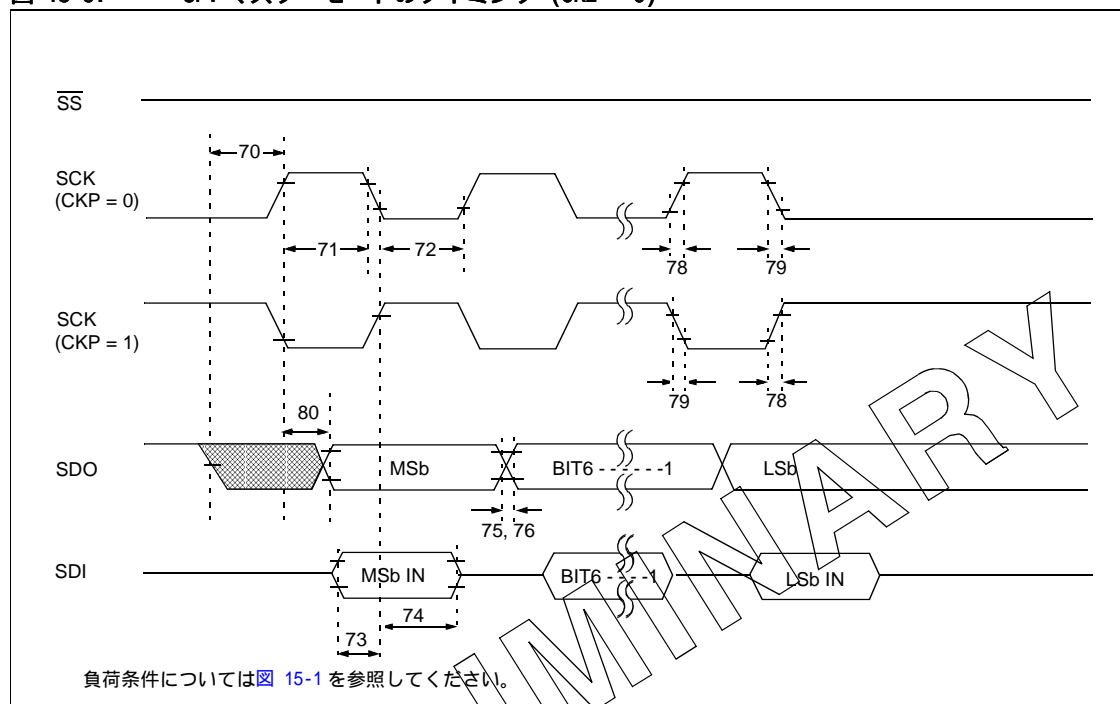 SS
70
SCK
(CKP = 0)
71
72
78
79
SCK
(CKP = 1)
79
78
80
SDO
MSb
BIT6 - - - - - -1
LSb
75, 76
SDI
MSb IN
BIT6 - - - -1
LSb IN
74
73
負荷条件については図 15-1 を参照してください。
IMINARY